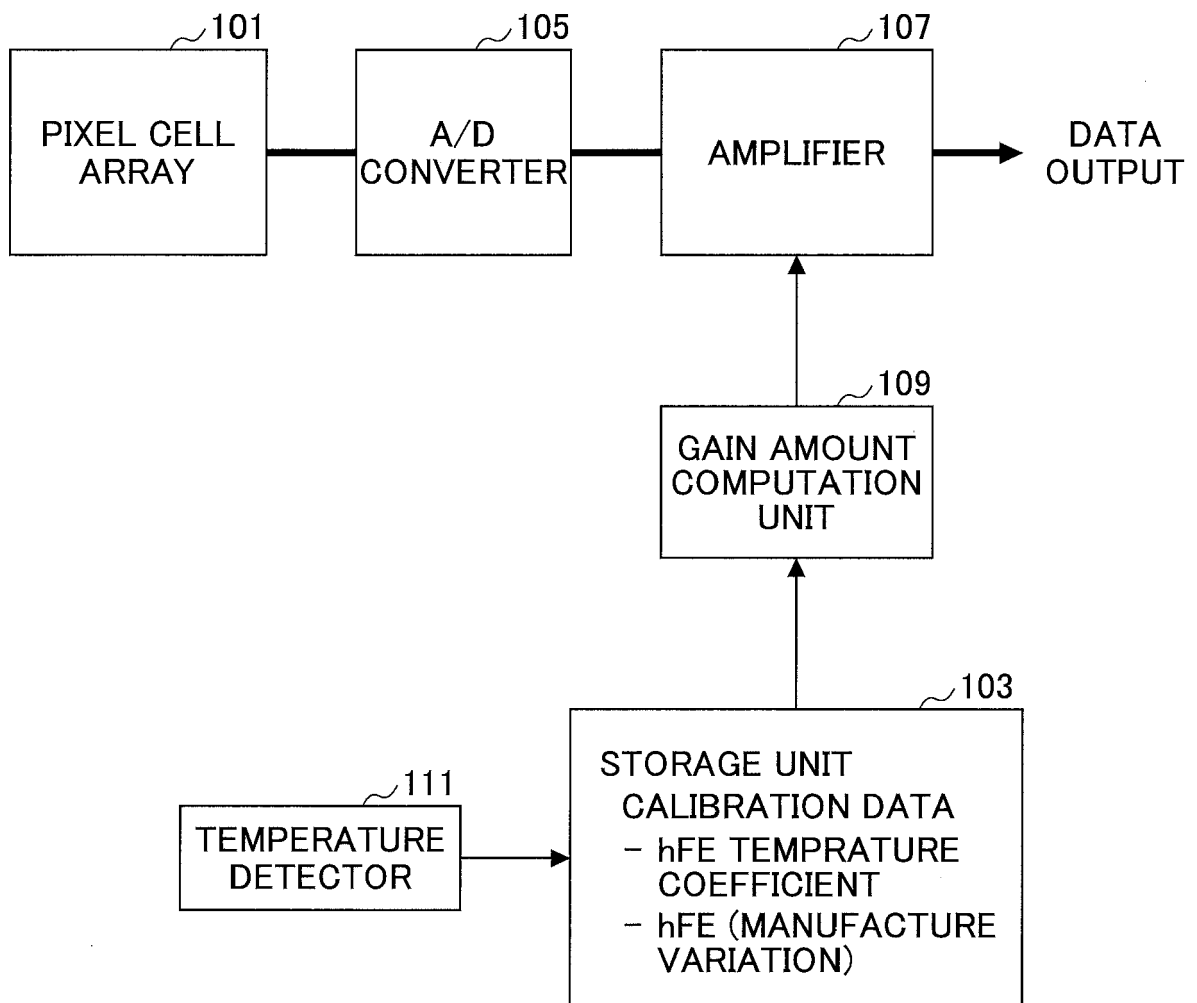 101
PIXEL CELL
ARRAY
105
A/D
CONVERTER
107
AMPLIFIER
DATA
OUTPUT
109
GAIN AMOUNT
COMPUTATION
UNIT
103
STORAGE UNIT
CALIBRATION DATA
- hFE TEMPRATURE
COEFFICIENT
- hFE (MANUFACTURE
VARIATION)
111
TEMPERATURE
DETECTOR